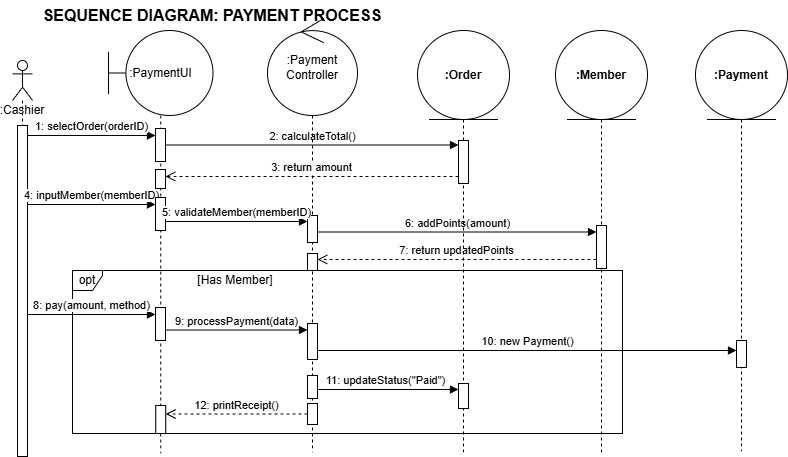 SEQUENCE DIAGRAM: PAYMENT PROCESS
:Cashier
:PaymentUI
:Payment
Controller
:Order
:Member
:Payment
1: selectOrder(orderID)
2: calculateTotal()
3: return amount
4: inputMember(memberID)
5: validateMember(memberID)
6: addPoints(amount)
7: return updatedPoints
opt
[Has Member]
8: pay(amount, method)
9: processPayment(data)
10: new Payment()
11: updateStatus("Paid")
12: printReceipt()